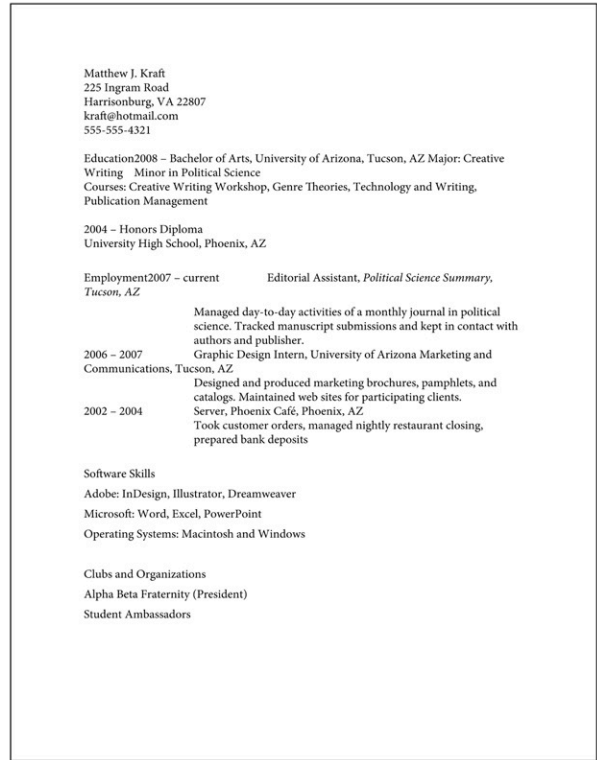 Matthew J. Kraft
225 Ingram Road
Harrisonburg, VA 22807
kraft@hotmail.com
555-555-4321
Education2008 – Bachelor of Arts, University of Arizona, Tucson, AZ Major: Creative
Writing    Minor in Political Science
Courses: Creative Writing Workshop, Genre Theories, Technology and Writing,
Publication Management
2004 – Honors Diploma
University High School, Phoenix, AZ
Employment2007 – current    Editorial Assistant, Political Science Summary,
Tucson, AZ
Managed day-to-day activities of a monthly journal in political
science. Tracked manuscript submissions and kept in contact with
authors and publisher.
2006 – 2007    Graphic Design Intern, University of Arizona Marketing and
Communications, Tucson, AZ
Designed and produced marketing brochures, pamphlets, and
catalogs. Maintained web sites for participating clients.
2002 – 2004    Server, Phoenix Café, Phoenix, AZ
Took customer orders, managed nightly restaurant closing,
prepared bank deposits
Software Skills
Adobe: InDesign, Illustrator, Dreamweaver
Microsoft: Word, Excel, PowerPoint
Operating Systems: Macintosh and Windows
Clubs and Organizations
Alpha Beta Fraternity (President)
Student Ambassadors